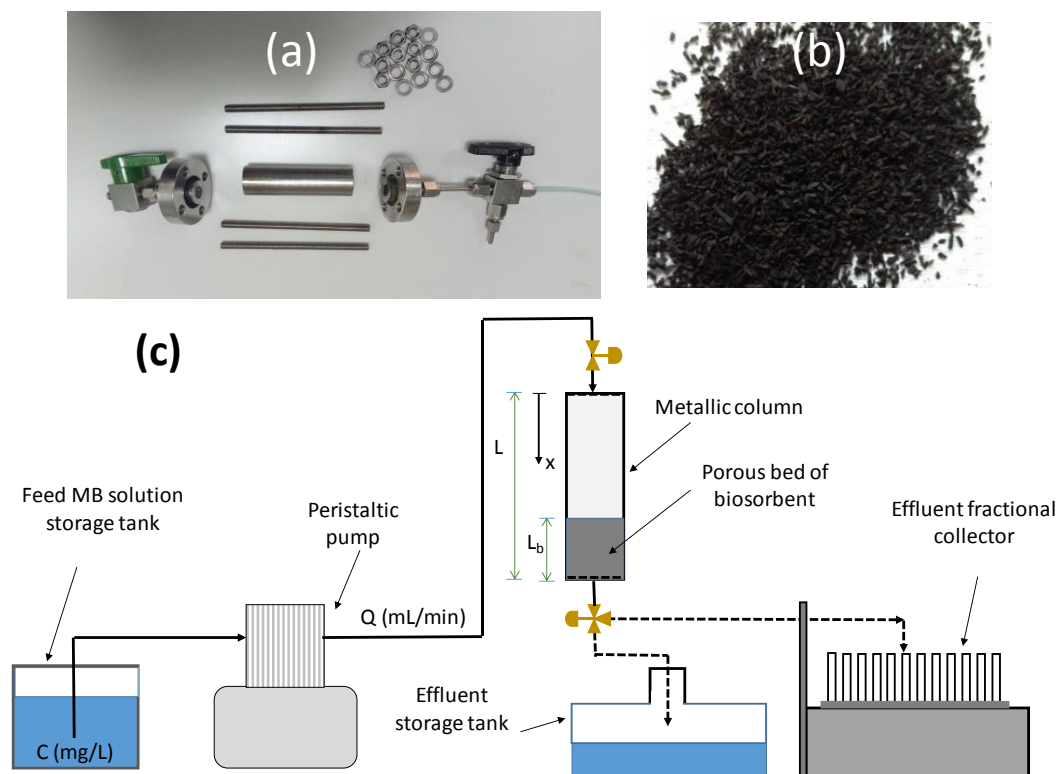 (a)
(b)
(c)
L
x
Metallic column
Porous bed of
biosorbent
Feed MB solution
storage tank
Peristaltic
pump
Effluent fractional
collector
Lb
Q (mL/min)
Effluent
storage tank
C (mg/L)